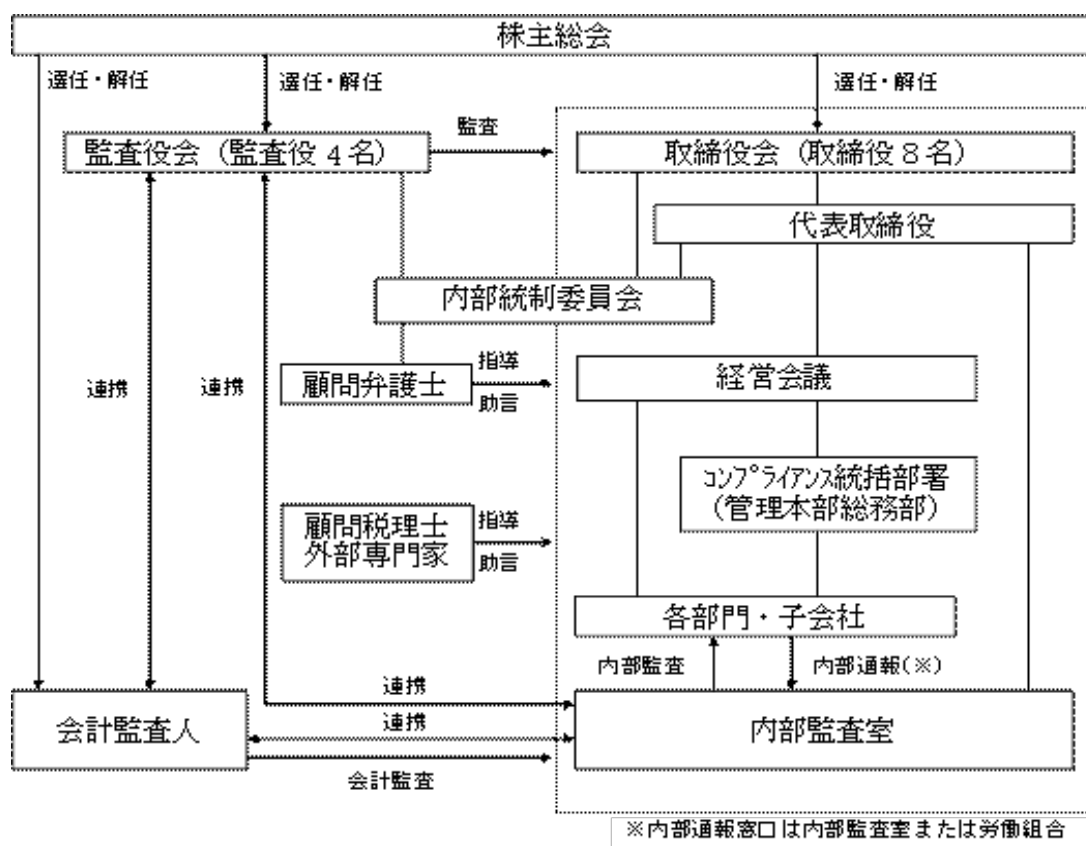 株主総会
選任・解任
選任・解任
選任・解任
監査役会（監査役４名）
監査
取締役会（取締役８名）
代表取締役
内部統制委員会
顧問弁護士
指導
助言
経営会議
連携
連携
ｺﾝﾌﾟﾗｲｱﾝｽ統括部署
（管理本部総務部）
顧問税理士
外部専門家
指導
助言
各部門・子会社
内部監査
内部通報(※)
連携
連携
会計監査人
内部監査室
会計監査
※内部通報窓口は内部監査室または労働組合